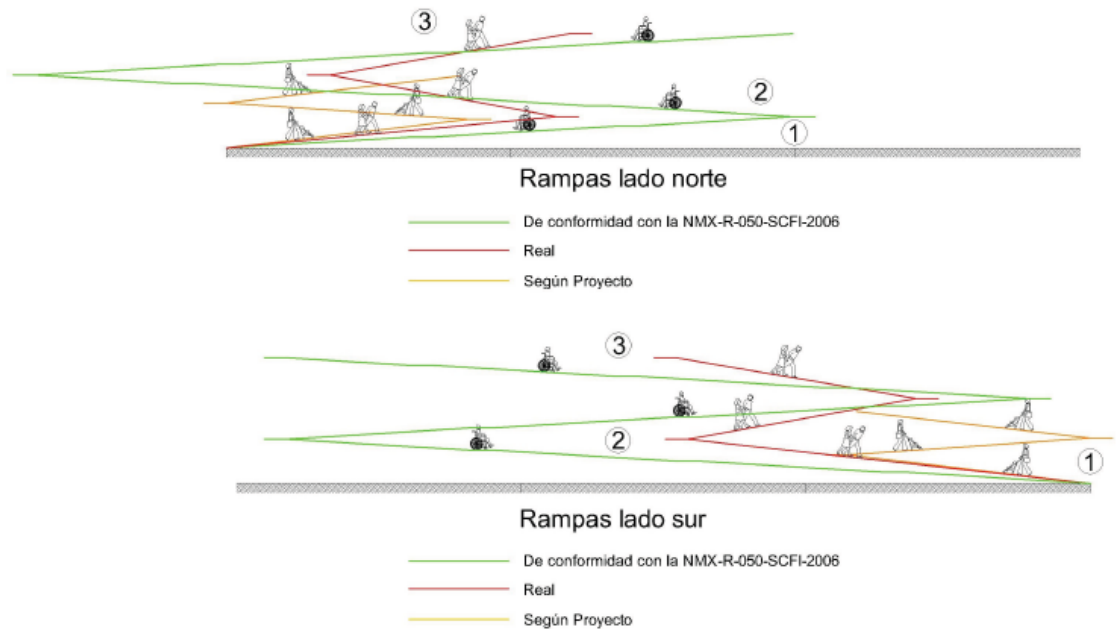 3
2
1
Rampas lado norte
De conformidad con la NMX-R-050-SCFI-2006
Real
Según Proyecto
3
2
1
Rampas lado sur
De conformidad con la NMX-R-050-SCFI-2006
Real
Según Proyecto